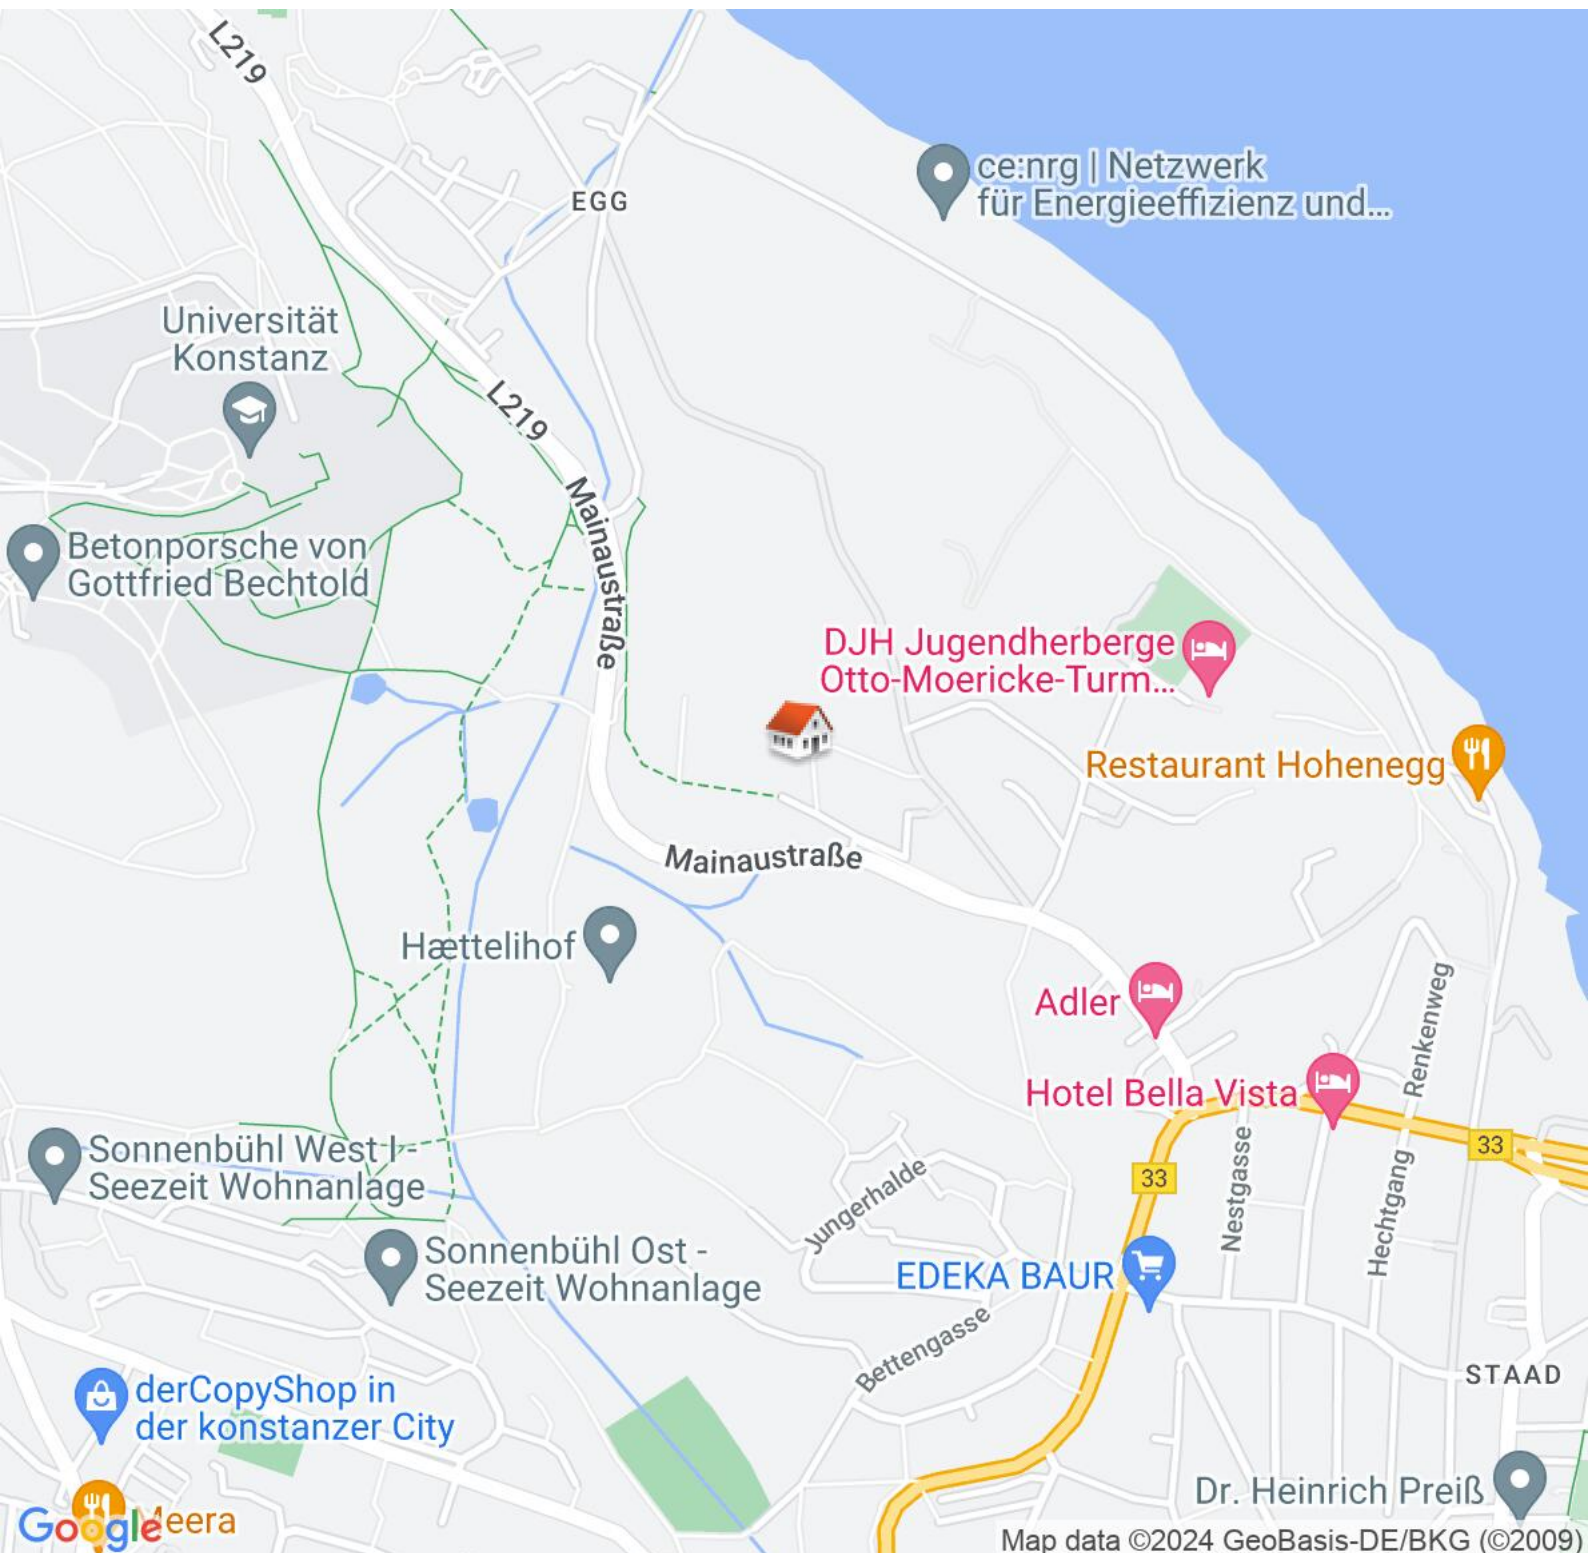 L219
EGG
ce:nrg | Netzwerk
für Energieeffizienz und...
Universität
Konstanz
L219
Mainaustraße
Betonporsche von
Gottfried Bechtold
DJH Jugendherberge
Otto-Moericke-Turm...
Restaurant Hohenegg
Mainaustraße
Hættelihof
Adler
Renkenweg
Hotel Bella Vista
33
Sonnenbühl West I -
Seezeit Wohnanlage
33
Nestgasse
Hechtgang
Jungerhalde
Sonnenbühl Ost -
Seezeit Wohnanlage
EDEKA BAUR
Bettengasse
STAAD
derCopyShop in
der konstanzer City
Dr. Heinrich Preiß
Google
Meera
Map data ©2024 GeoBasis-DE/BKG (©2009)